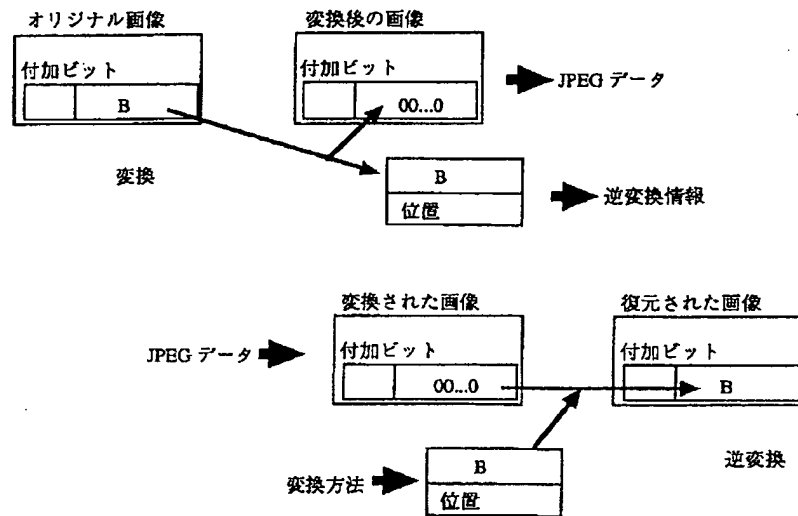 オリジナル画像
変換後の画像
付加ビット
付加ビット
B
00...0
JPEG データ
変換
B
位置
逆変換情報
変換された画像
復元された画像
JPEG データ
付加ビット
付加ビット
00...0
B
変換方法
B
位置
逆変換